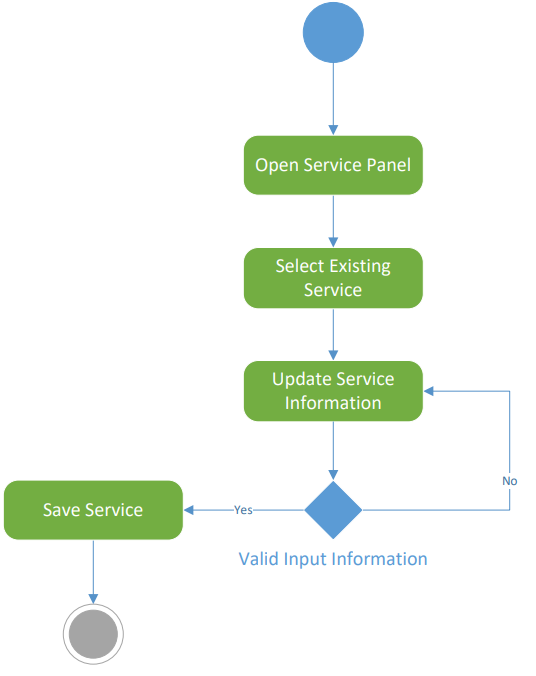 Open Service Panel
Select Existing
Service
Update Service
Information
No
Save Service
Yes
Valid Input Information